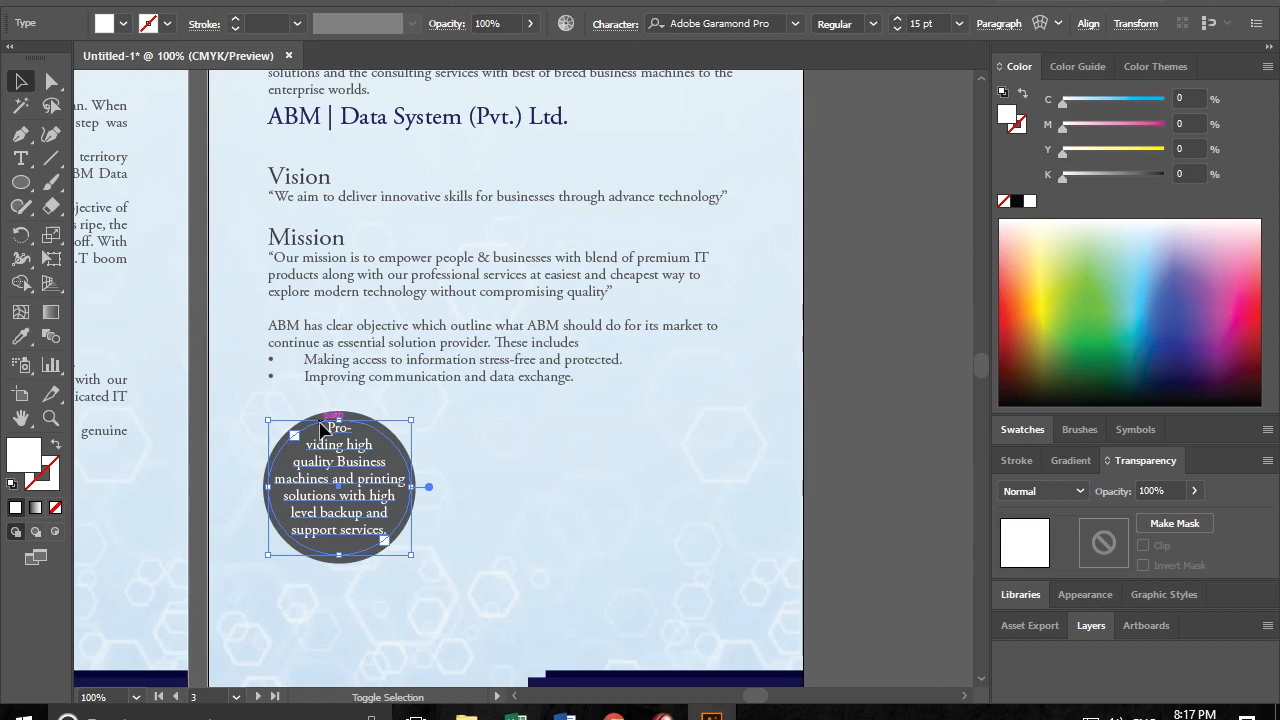 Type
Stroke:
Opacity: 100%
Character:
Adobe Garamond Pro
Regular
15 pt
Paragraph
Align
Transform
Untitled-1* @ 100% (CMYK/Preview)
an. When
step was
territory
BM Data
ojective of
s ripe, the
off. With
.T boom
with our
icated IT
genuine
solutions and the consulting services with best of breed business machines to the
enterprise worlds.
ABM | Data System (Pvt.) Ltd.
Vision
“We aim to deliver innovative skills for businesses through advance technology”
Mission
“Our mission is to empower people & businesses with blend of premium IT
products along with our professional services at easiest and cheapest way to
explore modern technology without compromising quality”
ABM has clear objective which outline what ABM should do for its market to
continue as essential solution provider. These includes
• Making access to information stress-free and protected.
• Improving communication and data exchange.
Pro-
viding high
quality Business
machines and printing
solutions with high
level backup and
support services.
Color
Color Guide
Color Themes
C 0 %
M 0 %
Y 0 %
K 0 %
Swatches
Brushes
Symbols
Stroke
Gradient
Transparency
Normal
Opacity: 100%
Make Mask
Clip
Invert Mask
Libraries
Appearance
Graphic Styles
Asset Export
Layers
Artboards
100%
3
Toggle Selection
8:17 PM